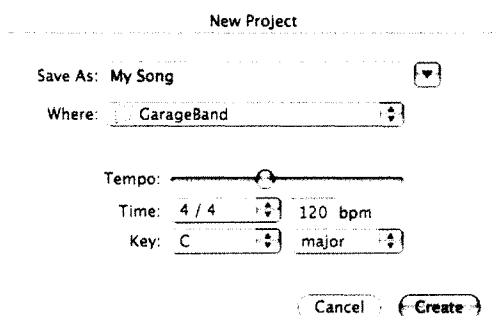 New Project
Save As: My Song
Where: GarageBand
Tempo:
Time: 4 / 4 120 bpm
Key: C major
Cancel Create